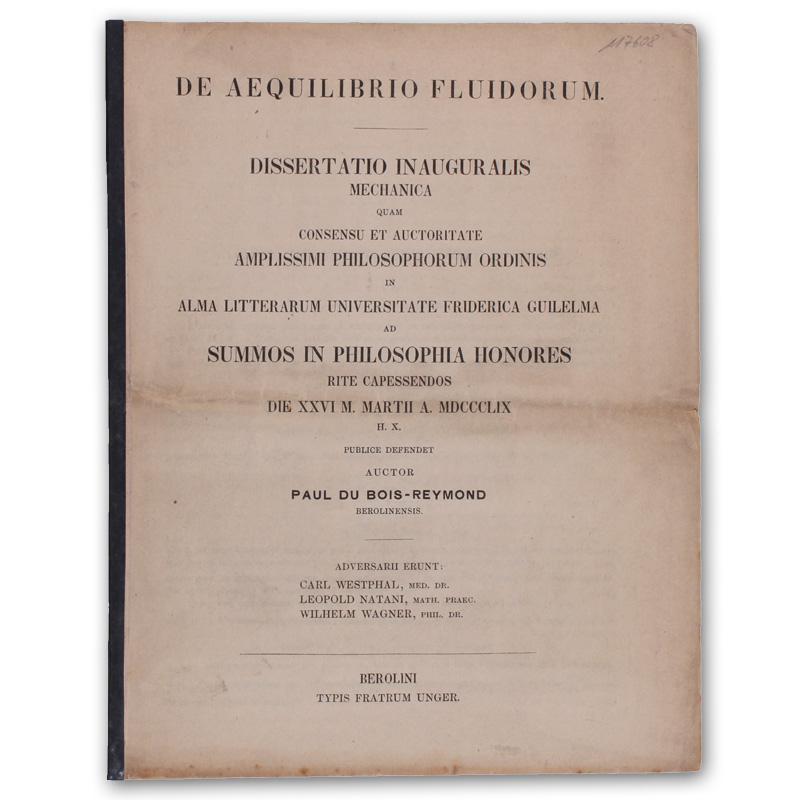 117608
DE AEQUILIBRIO FLUIDORUM.
DISSERTATIO INAUGURALIS
MECHANICA
QUAM
CONSENSU ET AUCTORITATE
AMPLISSIMI PHILOSOPHORUM ORDINIS
IN
ALMA LITTERARUM UNIVERSITATE FRIDERICA GUILELMA
AD
SUMMOS IN PHILOSOPHIA HONORES
RITE CAPESSENDOS
DIE XXVI M. MARTII A. MDCCCLIX
H. X.
PUBLICE DEFENDET
AUCTOR
PAUL DU BOIS-REYMOND
BEROLINENSIS.
ADVERSARII ERUNT:
CARL WESTPHAL, MED. DR.
LEOPOLD NATANI, MATH. PRAEC.
WILHELM WAGNER, PHIL. DR.
BEROLINI
TYPIS FRATRUM UNGER.